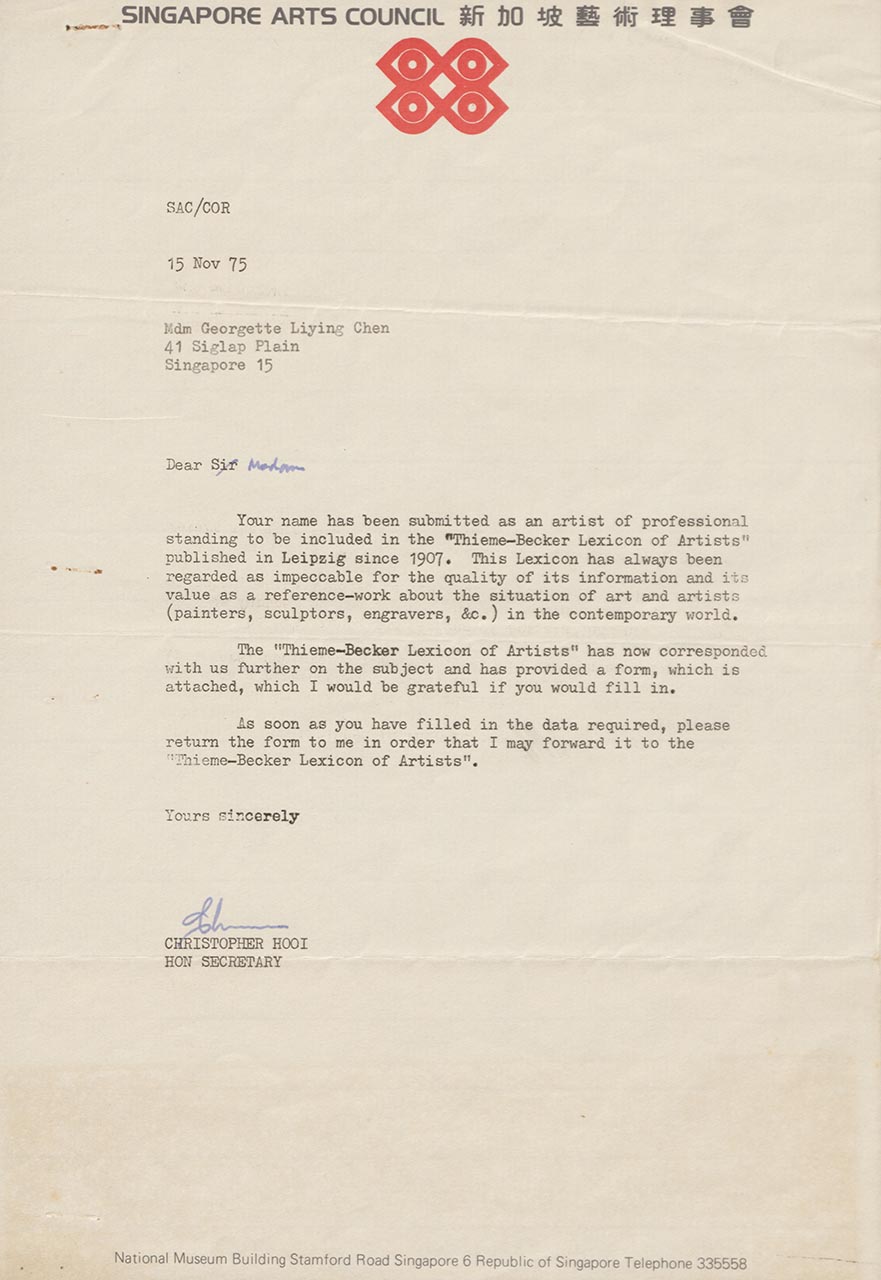 SINGAPORE ARTS COUNCIL 新加坡藝術理事會
SAC/COR
15 Nov 75
Mdm Georgette Liying Chen
41 Siglap Plain
Singapore 15
Dear Sir Madam
Your name has been submitted as an artist of professional
standing to be included in the "Thieme-Becker Lexicon of Artists"
published in Leipzig since 1907. This Lexicon has always been
regarded as impeccable for the quality of its information and its
value as a reference-work about the situation of art and artists
(painters, sculptors, engravers, &c.) in the contemporary world.
The "Thieme-Becker Lexicon of Artists" has now corresponded
with us further on the subject and has provided a form, which is
attached, which I would be grateful if you would fill in.
As soon as you have filled in the data required, please
return the form to me in order that I may forward it to the
"Thieme-Becker Lexicon of Artists".
Yours sincerely
CHRISTOPHER HOOI
HON SECRETARY
National Museum Building Stamford Road Singapore 6 Republic of Singapore Telephone 335558